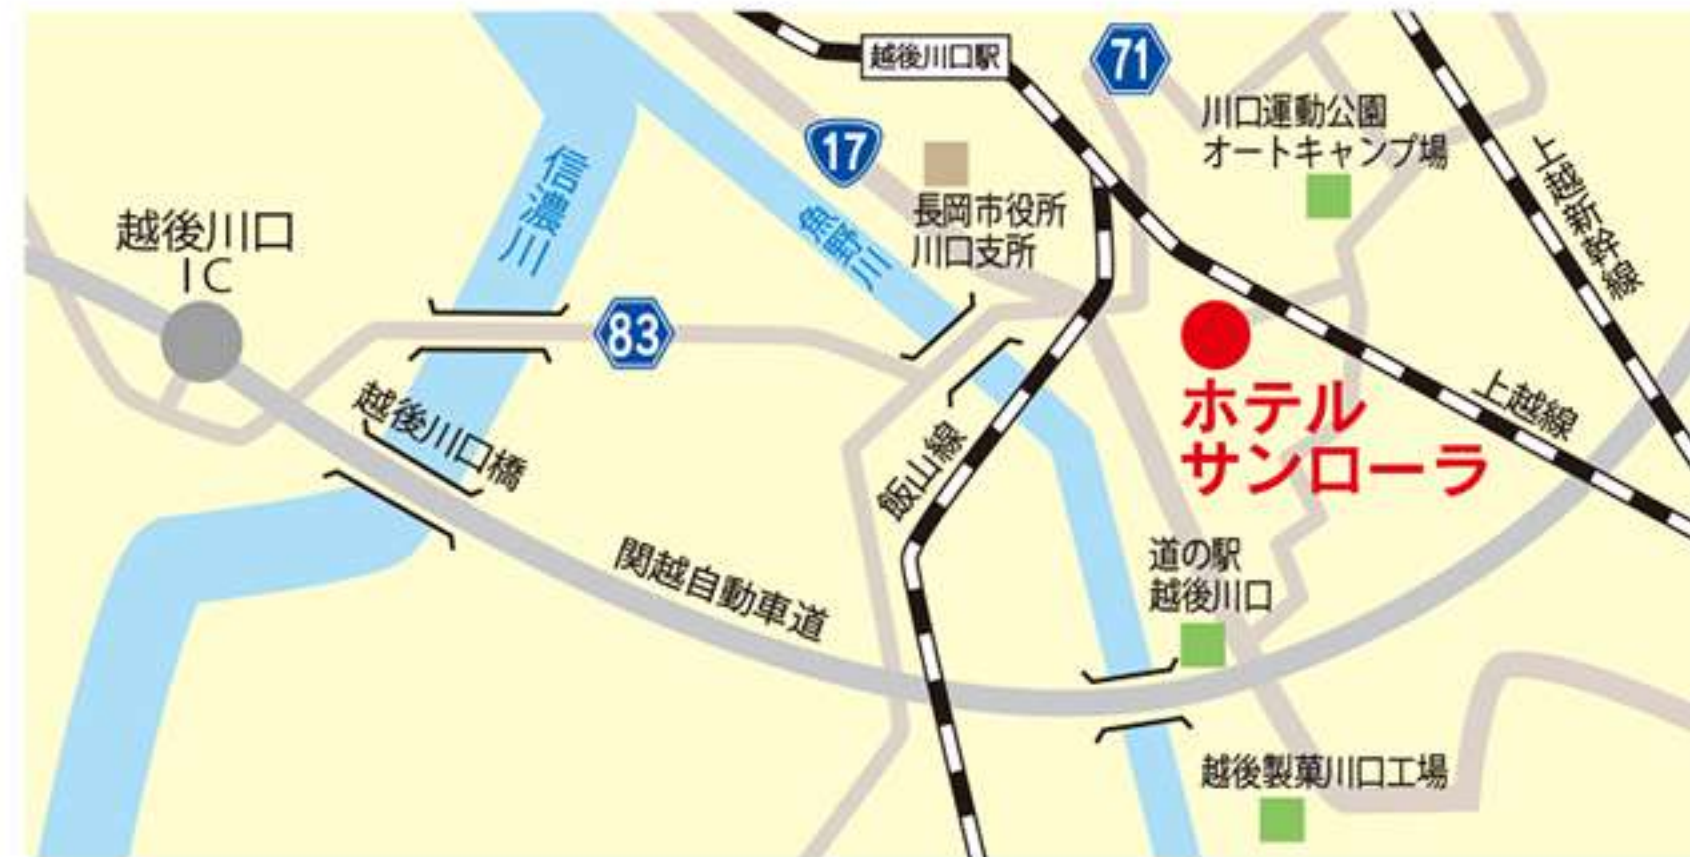 越後川口駅
71
川口運動公園
オートキャンプ場
17
上越新幹線
信濃川
魚野川
長岡市役所
川口支所
越後川口
IC
83
ホテル
サンローラ
上越線
越後川口橋
飯山線
関越自動車道
道の駅
越後川口
越後製菓川口工場